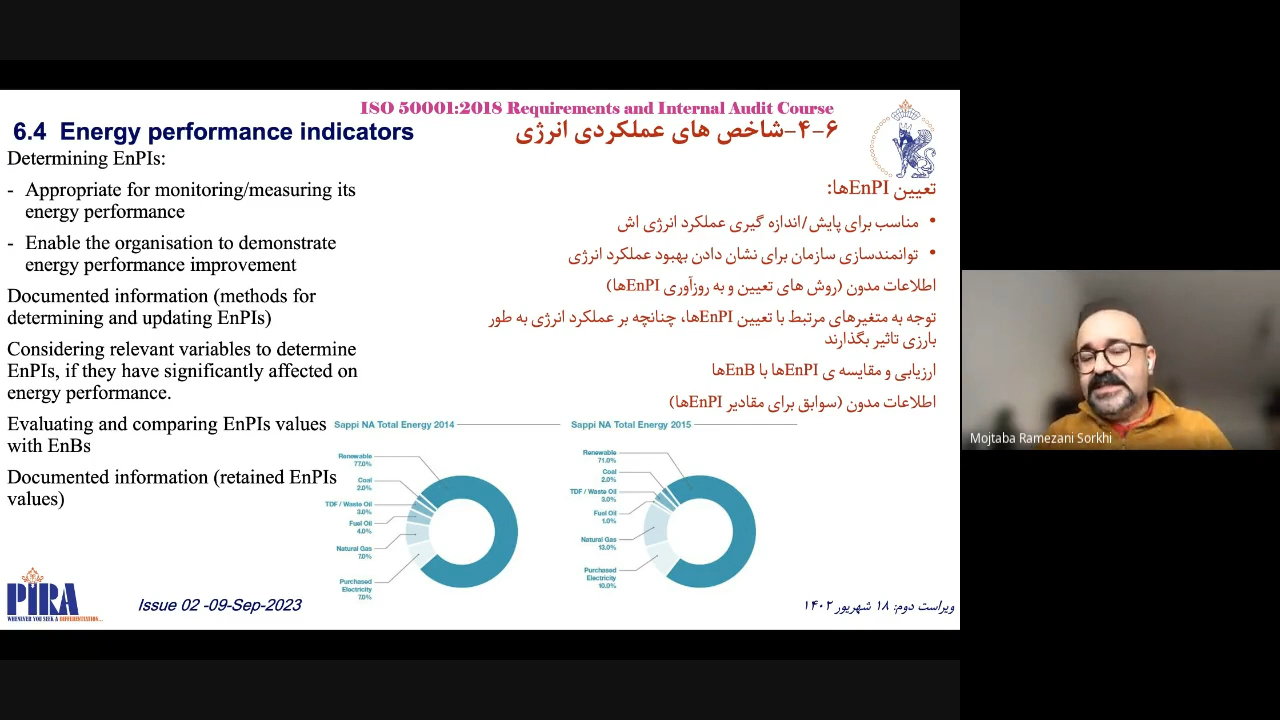 ISO 50001:2018 Requirements and Internal Audit Course
6.4 Energy performance indicators
۶-۴-شاخص های عملکردی انرژی
Determining EnPIs:
- Appropriate for monitoring/measuring its
energy performance
- Enable the organisation to demonstrate
energy performance improvement
Documented information (methods for
determining and updating EnPIs)
Considering relevant variables to determine
EnPIs, if they have significantly affected on
energy performance.
Evaluating and comparing EnPIs values
with EnBs
Documented information (retained EnPIs
values)
تعیین EnPIها:
• مناسب برای پایش/اندازه گیری عملکرد انرژی اش
• توانمندسازی سازمان برای نشان دادن بهبود عملکرد انرژی
اطلاعات مدون (روش های تعیین و به روزآوری EnPIها)
توجه به متغیرهای مرتبط با تعیین EnPIها، چنانچه بر عملکرد انرژی به طور
بارزی تاثیر بگذارند
ارزیابی و مقایسه ی EnPIها با EnBها
اطلاعات مدون (سوابق برای مقادیر EnPIها)
Sappi NA Total Energy 2014
Renewable
77.0%
Coal
2.0%
TDF / Waste Oil
3.0%
Fuel Oil
4.0%
Natural Gas
7.0%
Purchased
Electricity
7.0%
Sappi NA Total Energy 2015
Renewable
71.0%
Coal
2.0%
TDF / Waste Oil
3.0%
Fuel Oil
1.0%
Natural Gas
13.0%
Purchased
Electricity
10.0%
PIRA
WHENEVER YOU SEEK A DIFFERENTIATION...
Issue 02 -09-Sep-2023
ویراست دوم: ۱۸ شهریور ۱۴۰۲
Mojtaba Ramezani Sorkhi